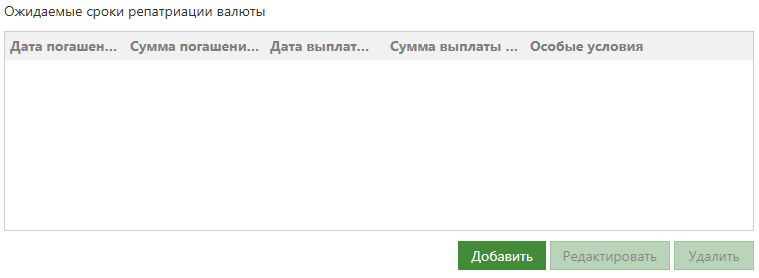 Ожидаемые сроки репатриации валюты
Дата погашен... Сумма погашени... Дата выплат... Сумма выплаты ... Особые условия
Добавить Редактировать Удалить